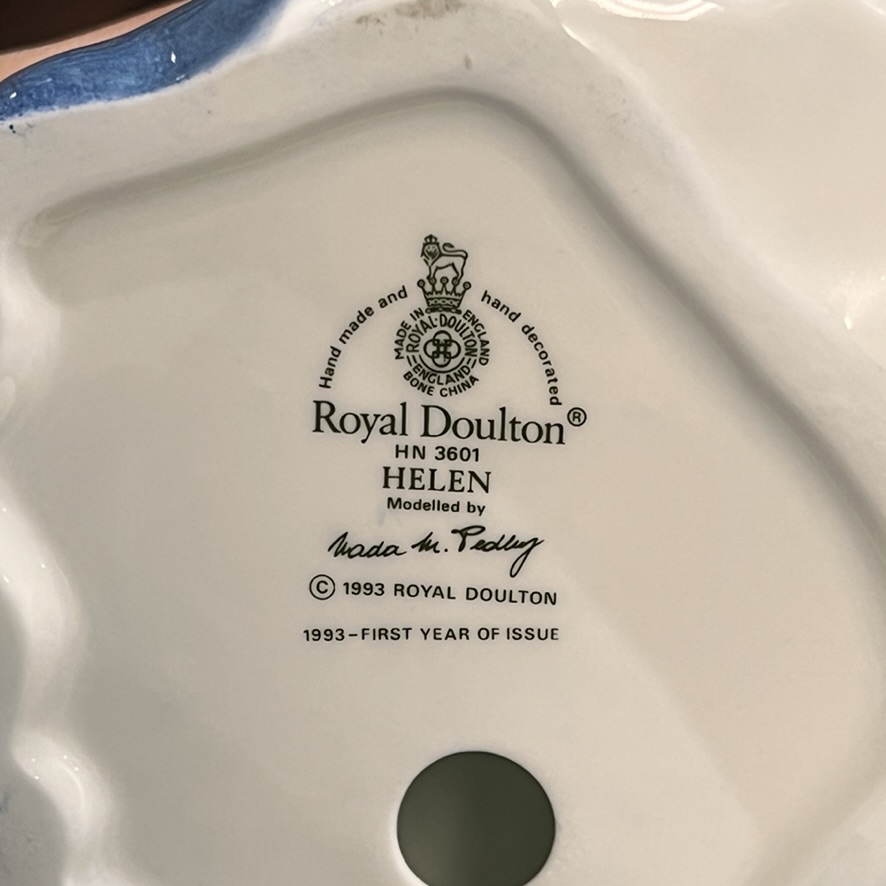 Hand made and hand decorated
MADE IN ENGLAND
ROYAL·DOULTON
ENGLAND
BONE CHINA
Royal Doulton®
HN 3601
HELEN
Modelled by
Nada M. Pedley
© 1993 ROYAL DOULTON
1993-FIRST YEAR OF ISSUE